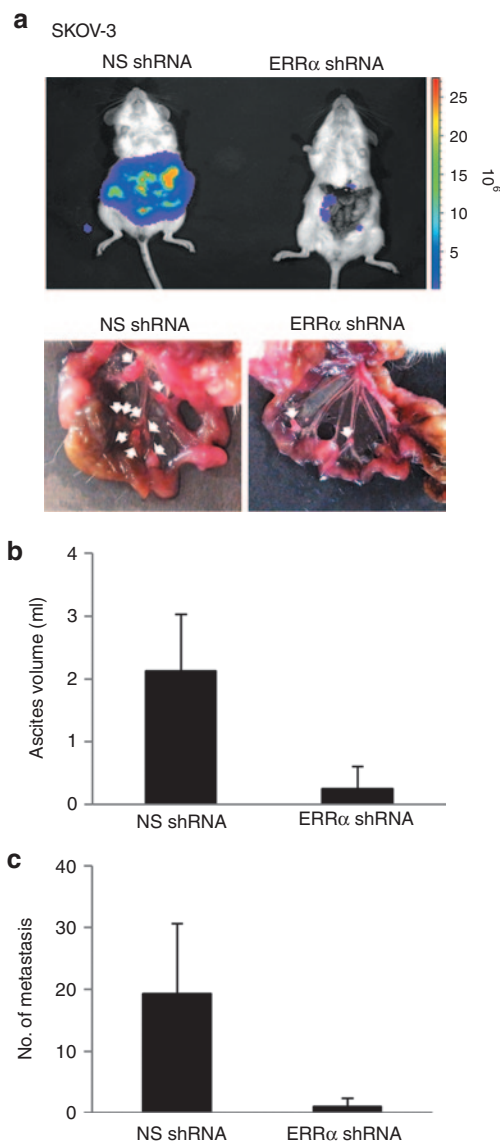 a
SKOV-3
NS shRNA
ERRα shRNA
25
20
15
10
5
10⁶
NS shRNA
ERRα shRNA
b
Ascites volume (ml)
4
3
2
1
0
NS shRNA
ERRα shRNA
c
No. of metastasis
40
30
20
10
0
NS shRNA
ERRα shRNA